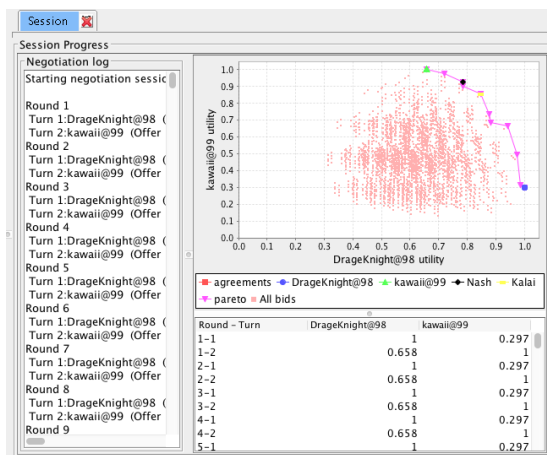 Session
Session Progress
Negotiation log
Starting negotiation sessic
Round 1
Turn 1:DrageKnight@98 (
Turn 2:kawaii@99 (Offer
Round 2
Turn 1:DrageKnight@98 (
Turn 2:kawaii@99 (Offer
Round 3
Turn 1:DrageKnight@98 (
Turn 2:kawaii@99 (Offer
Round 4
Turn 1:DrageKnight@98 (
Turn 2:kawaii@99 (Offer
Round 5
Turn 1:DrageKnight@98 (
Turn 2:kawaii@99 (Offer
Round 6
Turn 1:DrageKnight@98 (
Turn 2:kawaii@99 (Offer
Round 7
Turn 1:DrageKnight@98 (
Turn 2:kawaii@99 (Offer
Round 8
Turn 1:DrageKnight@98 (
Turn 2:kawaii@99 (Offer
Round 9
kawaii@99 utility
1.0
0.9
0.8
0.7
0.6
0.5
0.4
0.3
0.2
0.1
0.0
0.0 0.1 0.2 0.3 0.4 0.5 0.6 0.7 0.8 0.9 1.0
DrageKnight@98 utility
agreements DrageKnight@98 kawaii@99 Nash Kalai
pareto All bids
Round - Turn DrageKnight@98 kawaii@99
1-1 1 0.297
1-2 0.658 1
2-1 1 0.297
2-2 0.658 1
3-1 1 0.297
3-2 0.658 1
4-1 1 0.297
4-2 0.658 1
5-1 1 0.297